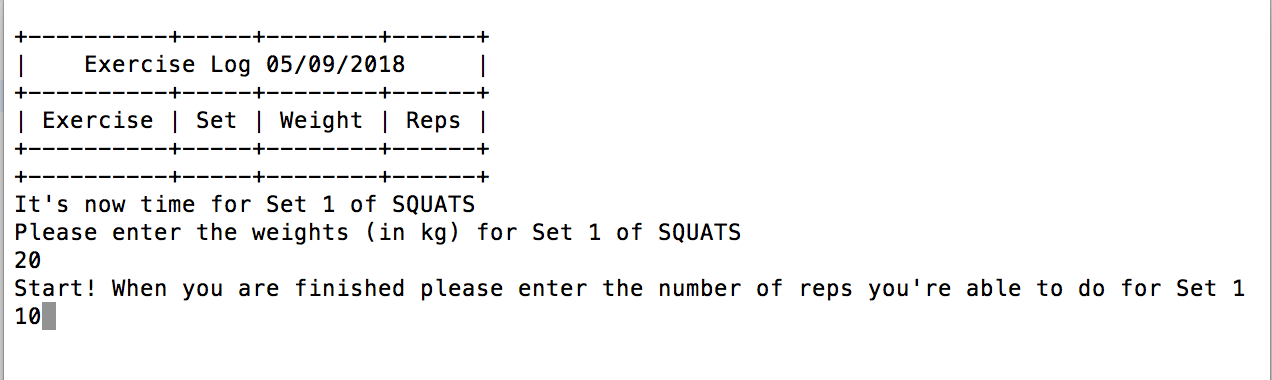 +----------+-----+--------+------+
|    Exercise Log 05/09/2018     |
+----------+-----+--------+------+
| Exercise | Set | Weight | Reps |
+----------+-----+--------+------+
+----------+-----+--------+------+
It's now time for Set 1 of SQUATS
Please enter the weights (in kg) for Set 1 of SQUATS
20
Start! When you are finished please enter the number of reps you're able to do for Set 1
10